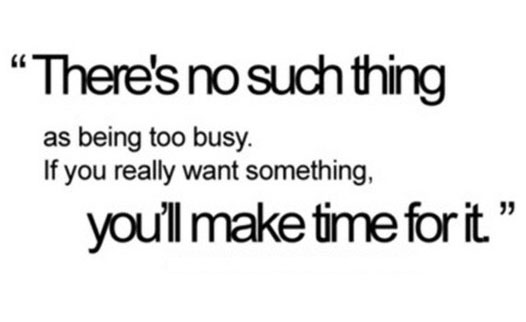 “ There's no such thing
as being too busy.
If you really want something,
you'll make time for it. ”